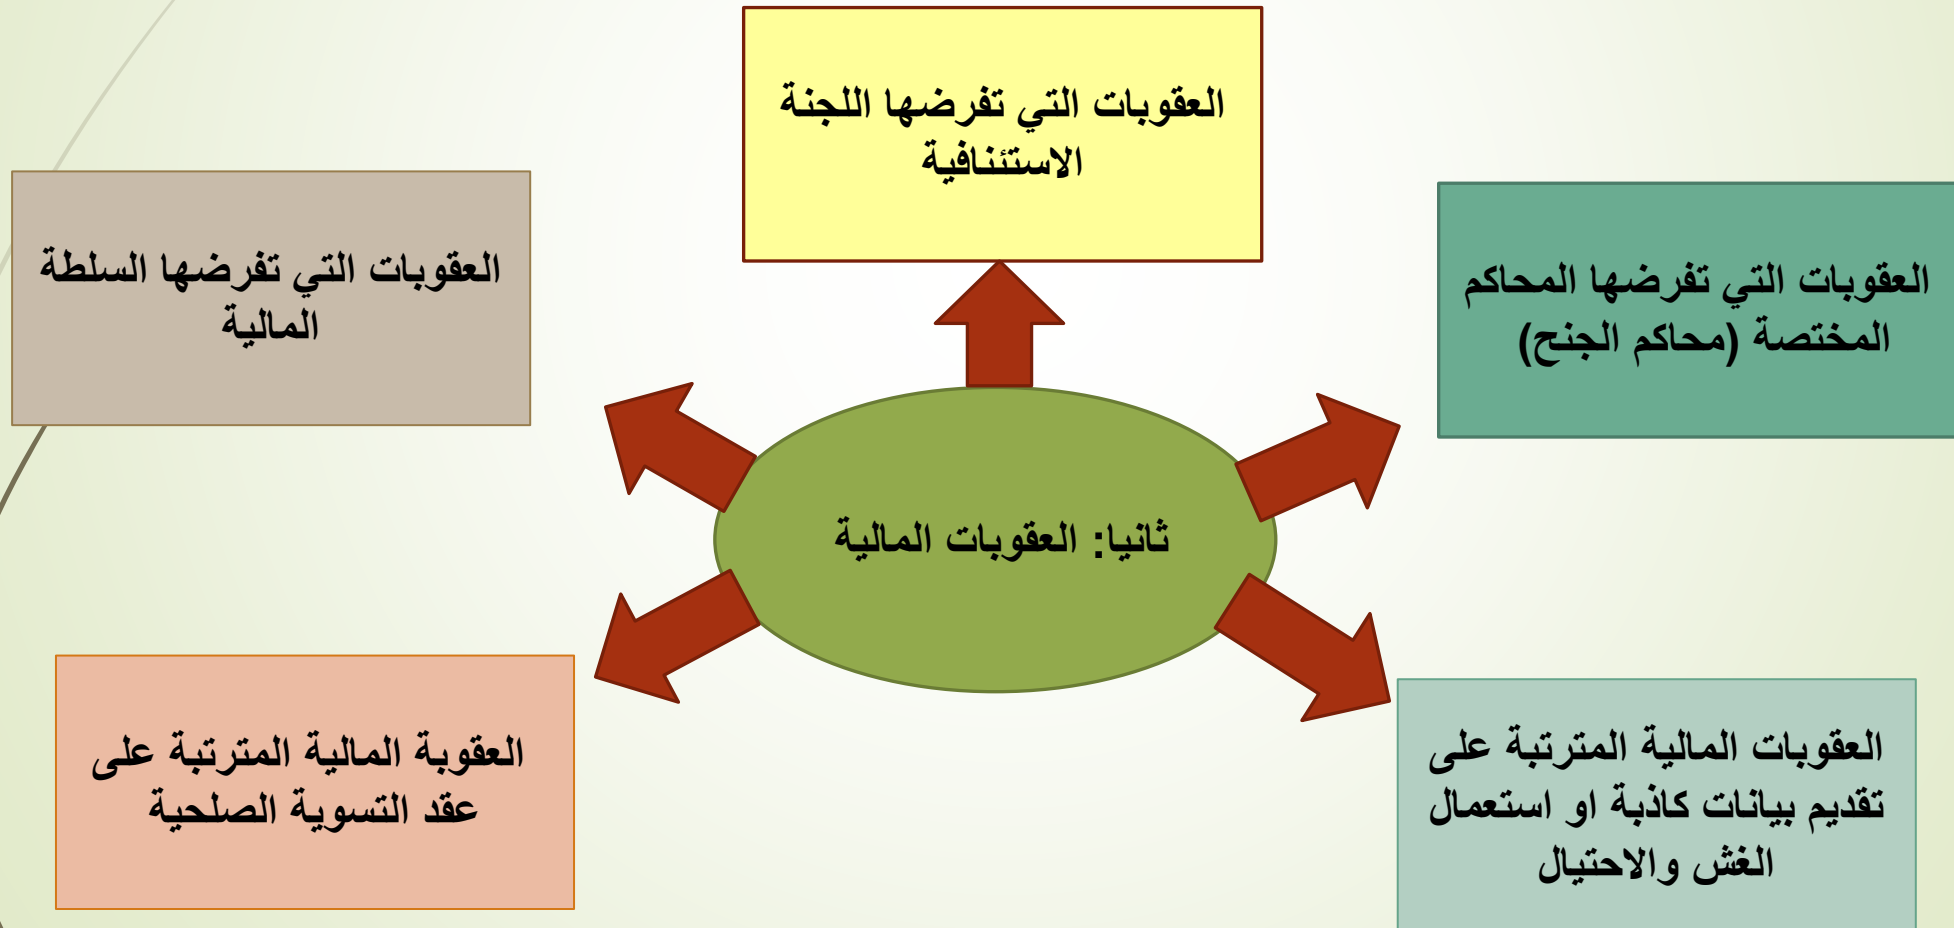 العقوبات التي تفرضها اللجنة
الاستئنافية
العقوبات التي تفرضها المحاكم
المختصة (محاكم الجنح)
العقوبات التي تفرضها السلطة
المالية
ثانيا: العقوبات المالية
العقوبات المالية المترتبة على
تقديم بيانات كاذبة او استعمال
الغش والاحتيال
العقوبة المالية المترتبة على
عقد التسوية الصلحية